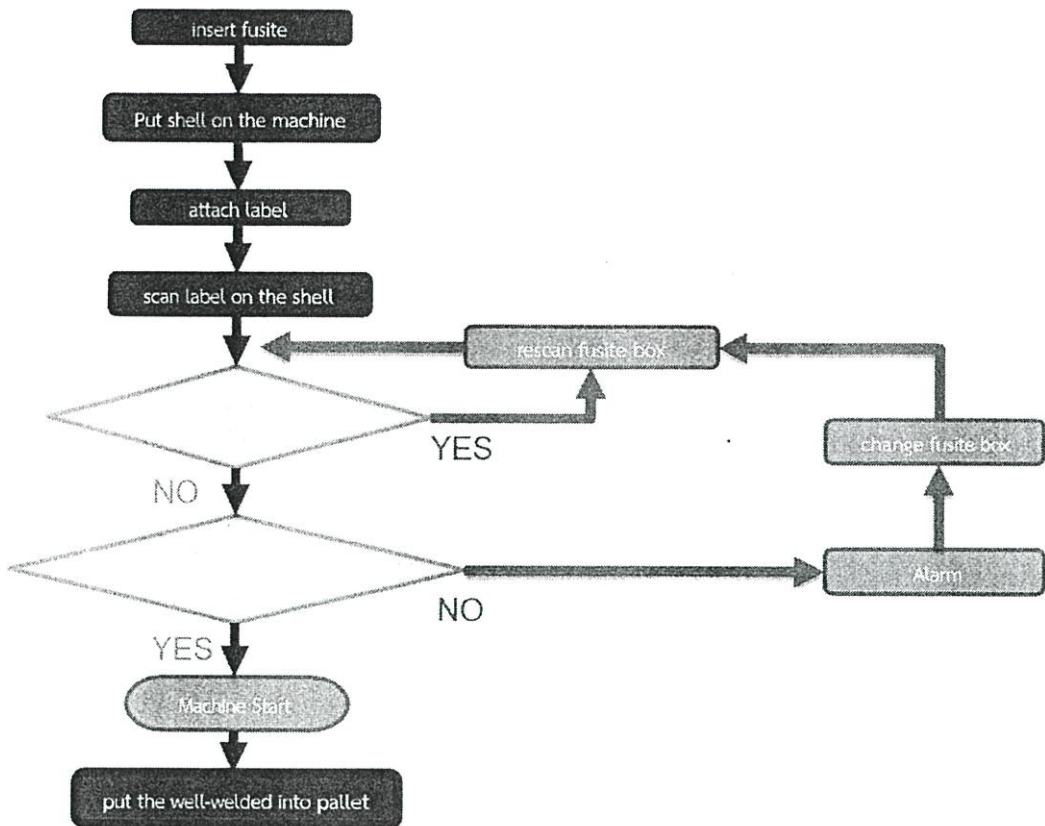 insert fusite
Put shell on the machine
attach label
scan label on the shell
rescan fusite box
YES
change fusite box
NO
Alarm
NO
YES
Machine Start
put the well-welded into pallet